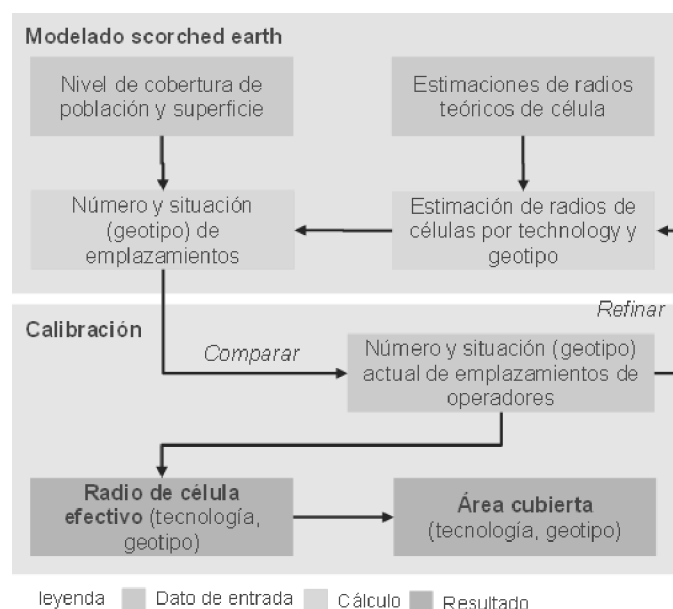 Modelado scorched earth
Nivel de cobertura de
población y superficie
Estimaciones de radios
teóricos de célula
Número y situación
(geotipo) de
emplazamientos
Estimación de radios de
células por technology y
geotipo
Refinar
Calibración
Comparar
Número y situación (geotipo)
actual de emplazamientos de
operadores
Radio de célula
efectivo (tecnología,
geotipo)
Área cubierta
(tecnología, geotipo)
leyenda Dato de entrada Cálculo Resultado